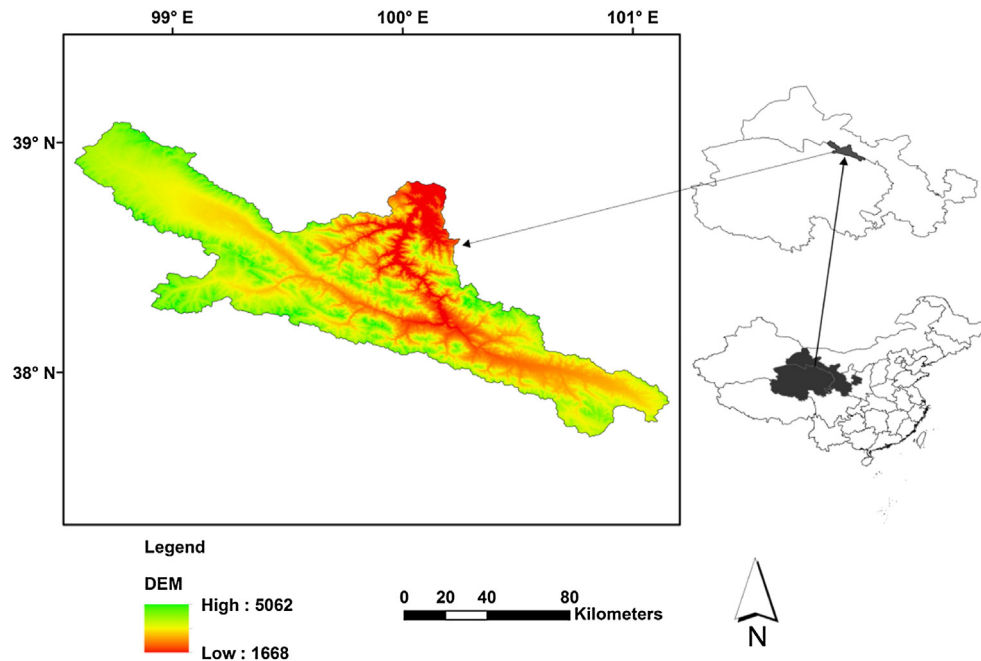 99° E
100° E
101° E
39° N
38° N
Legend
DEM
High : 5062
Low : 1668
0 20 40 80
Kilometers
N